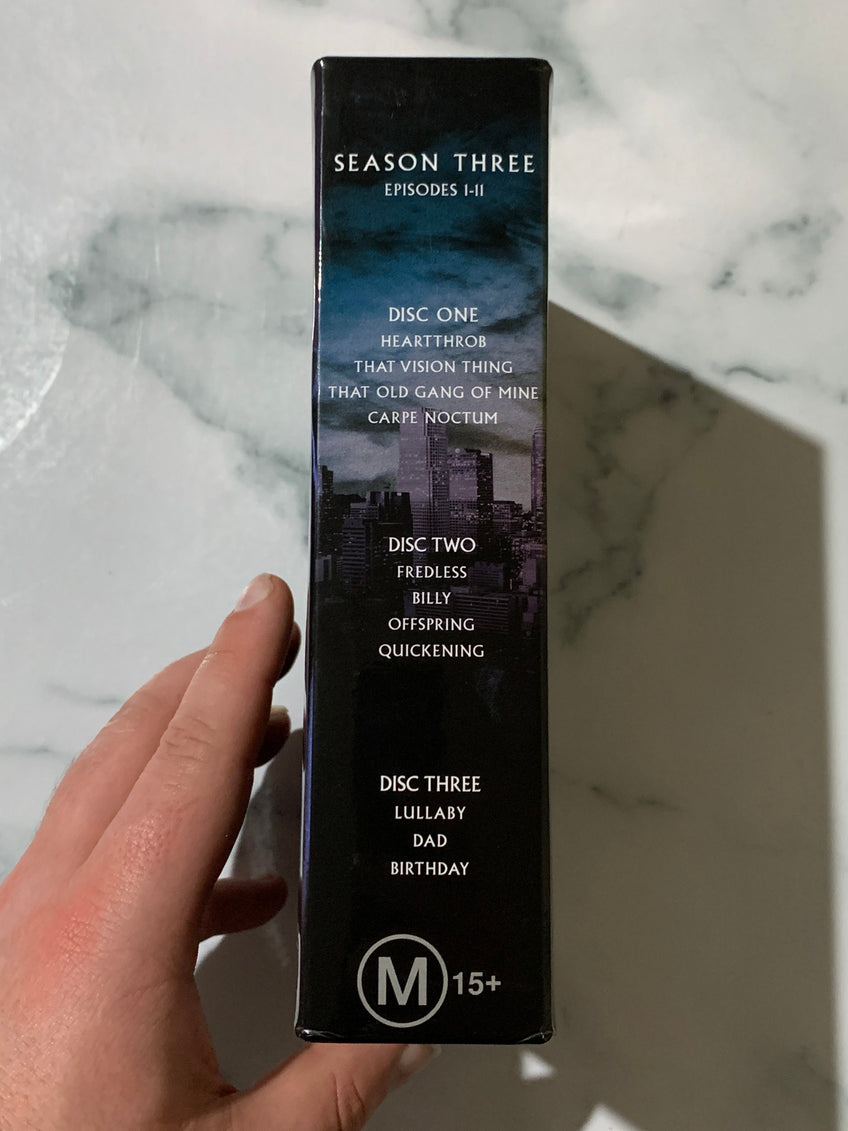 SEASON THREE
EPISODES 1-11
DISC ONE
HEARTTHROB
THAT VISION THING
THAT OLD GANG OF MINE
CARPE NOCTUM
DISC TWO
FREDLESS
BILLY
OFFSPRING
QUICKENING
DISC THREE
LULLABY
DAD
BIRTHDAY
M 15+